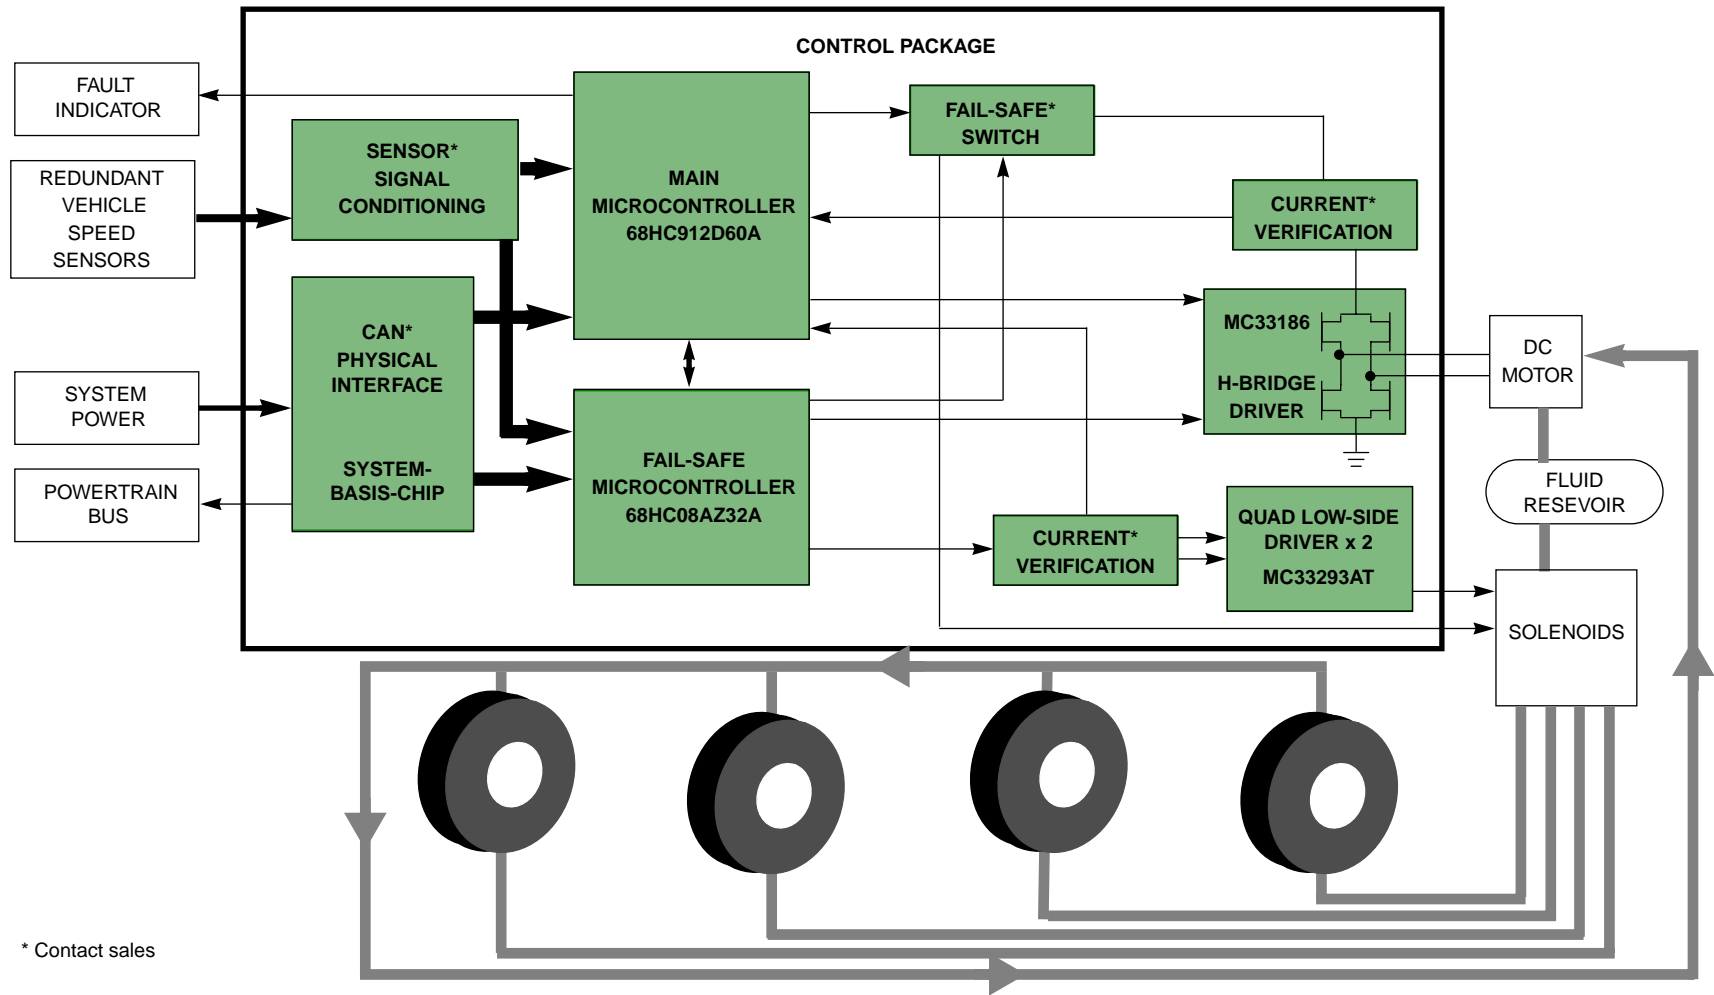 CONTROL PACKAGE
FAULT
INDICATOR
REDUNDANT
VEHICLE
SPEED
SENSORS
SYSTEM
POWER
POWERTRAIN
BUS
SENSOR*
SIGNAL
CONDITIONING
CAN*
PHYSICAL
INTERFACE
SYSTEM-
BASIS-CHIP
MAIN
MICROCONTROLLER
68HC912D60A
FAIL-SAFE
MICROCONTROLLER
68HC08AZ32A
FAIL-SAFE*
SWITCH
CURRENT*
VERIFICATION
MC33186
H-BRIDGE
DRIVER
CURRENT*
VERIFICATION
QUAD LOW-SIDE
DRIVER x 2
MC33293AT
DC
MOTOR
FLUID
RESEVOIR
SOLENOIDS
* Contact sales